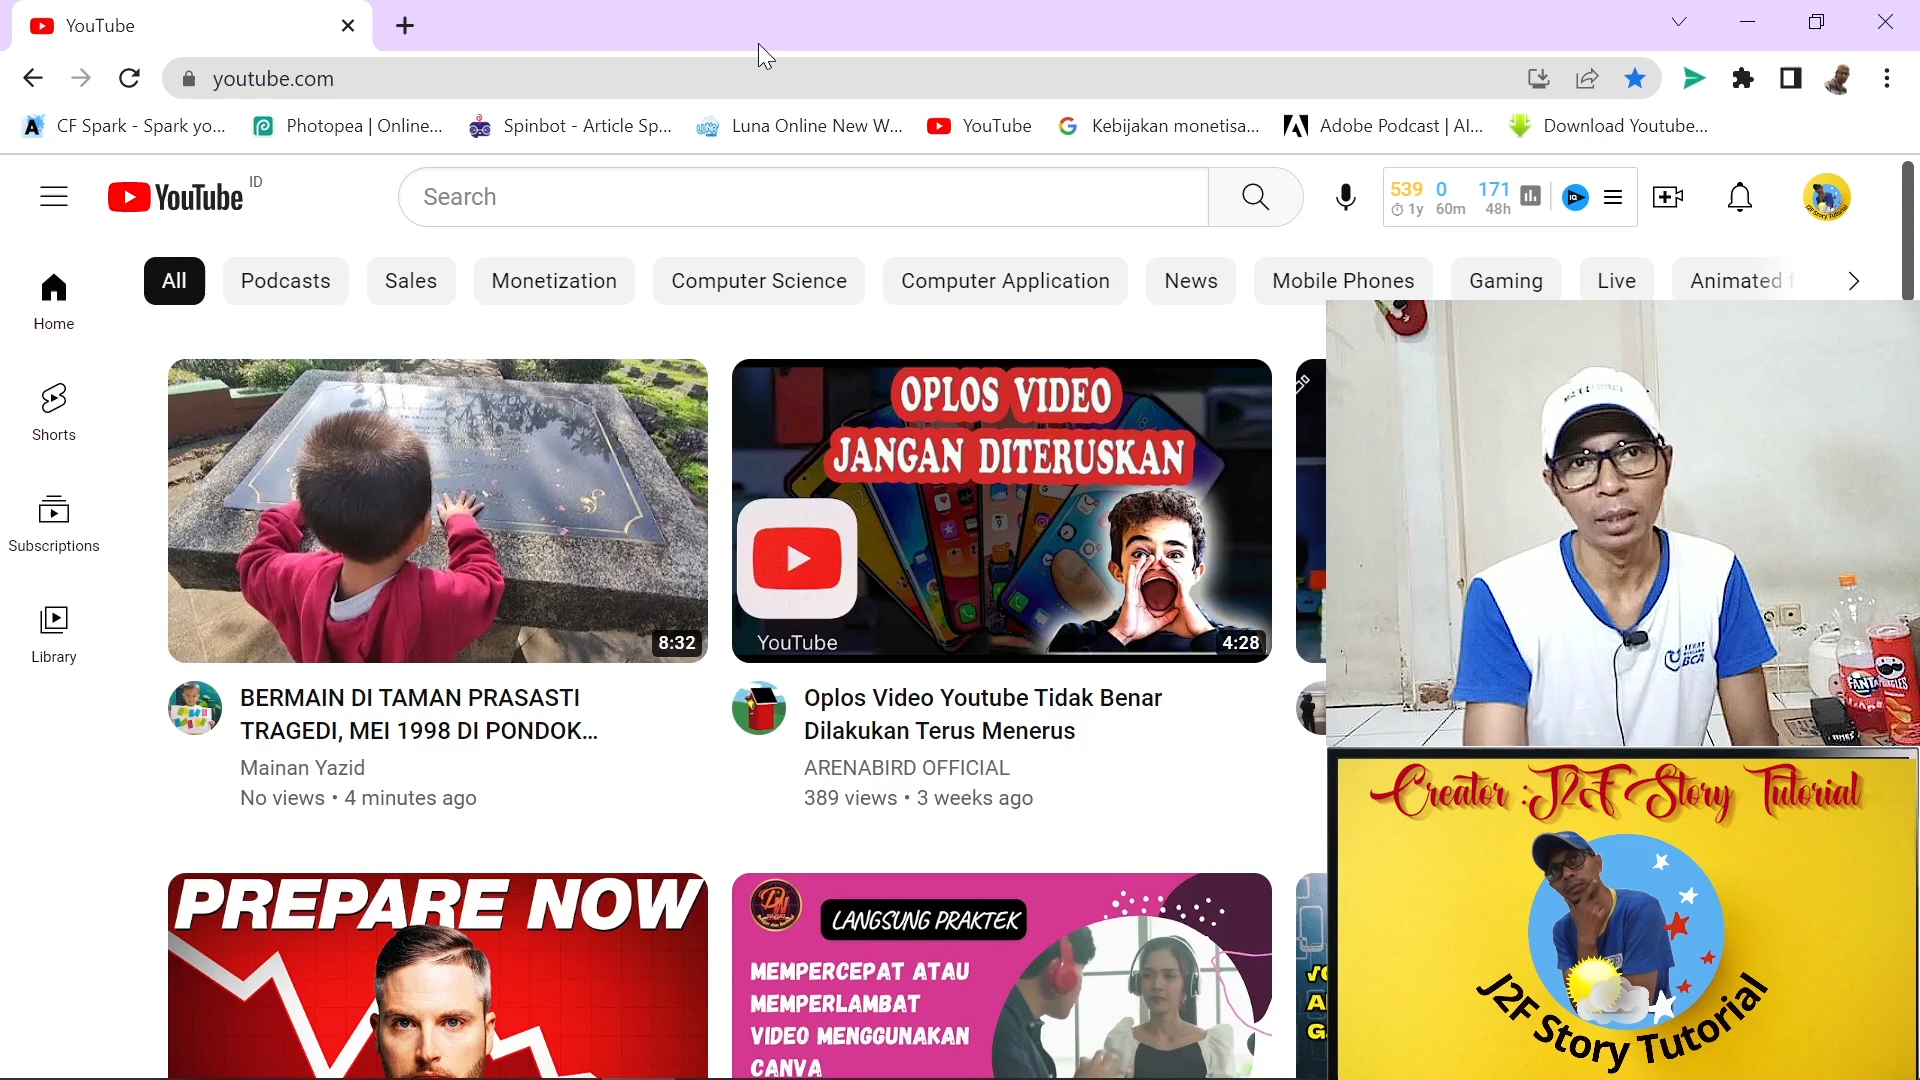 YouTube
youtube.com
CF Spark - Spark yo...
Photopea | Online...
Spinbot - Article Sp...
Luna Online New W...
YouTube
Kebijakan monetisa...
Adobe Podcast | AI...
Download Youtube...
YouTube ID
Search
539 0 171
1y 60m 48h
All
Podcasts
Sales
Monetization
Computer Science
Computer Application
News
Mobile Phones
Gaming
Live
Animated f
Home
Shorts
Subscriptions
Library
8:32
BERMAIN DI TAMAN PRASASTI
TRAGEDI, MEI 1998 DI PONDOK...
Mainan Yazid
No views • 4 minutes ago
OPLOS VIDEO
JANGAN DITERUSKAN
YouTube
4:28
Oplos Video Youtube Tidak Benar
Dilakukan Terus Menerus
ARENABIRD OFFICIAL
389 views • 3 weeks ago
BCA
FANTA
PRINGLES
PREPARE NOW
LANGSUNG PRAKTEK
MEMPERCEPAT ATAU
MEMPERLAMBAT
VIDEO MENGGUNAKAN
CANVA
Creator : J2F Story Tutorial
J2F Story Tutorial